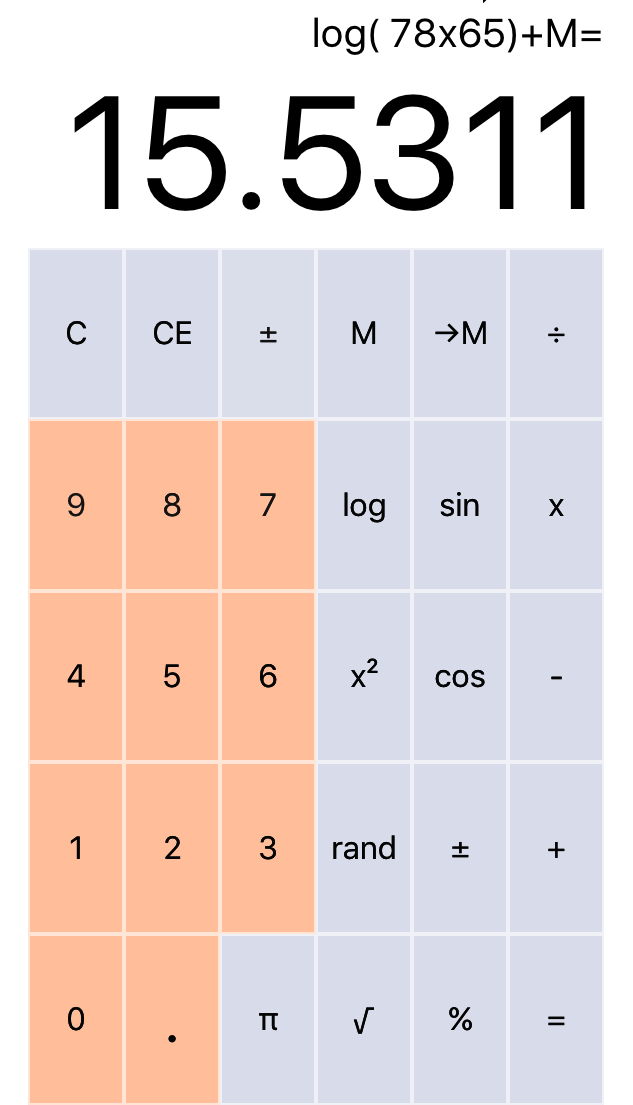 log( 78x65)+M=
15.5311
C CE ± M →M ÷
9 8 7 log sin x
4 5 6 x² cos -
1 2 3 rand ± +
0 . π √ % =